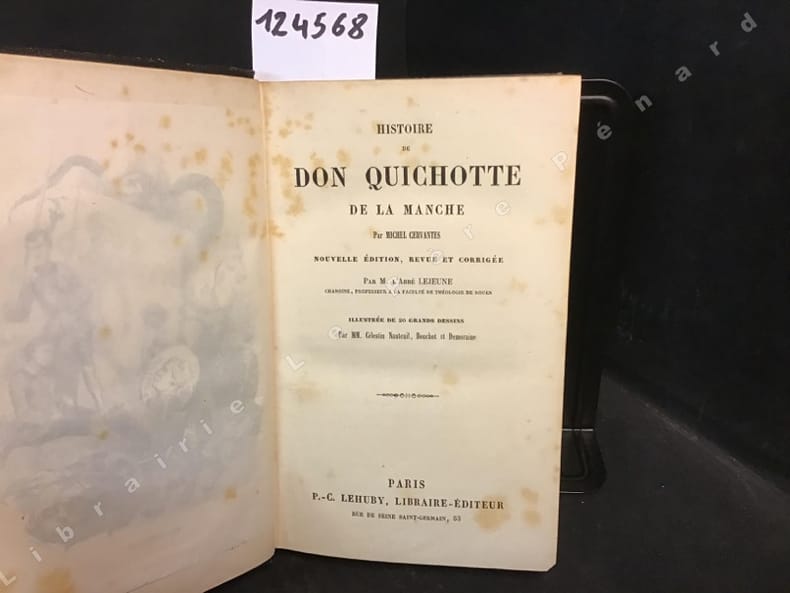 124568
HISTOIRE
DE
DON QUICHOTTE
DE LA MANCHE
Par MICHEL CERVANTES
NOUVELLE ÉDITION, REVUE ET CORRIGÉE
PAR M. L'ABBÉ LEJEUNE
CHANOINE, PROFESSEUR A LA FACULTÉ DE THÉOLOGIE DE ROUEN
ILLUSTRÉE DE 20 GRANDS DESSINS
Par MM. Célestin Nanteuil, Bouchot et Demoraine
PARIS
P.-C. LEHUBY, LIBRAIRE-ÉDITEUR
RUE DE SEINE SAINT-GERMAIN, 53
Librairie Le Père Pénard